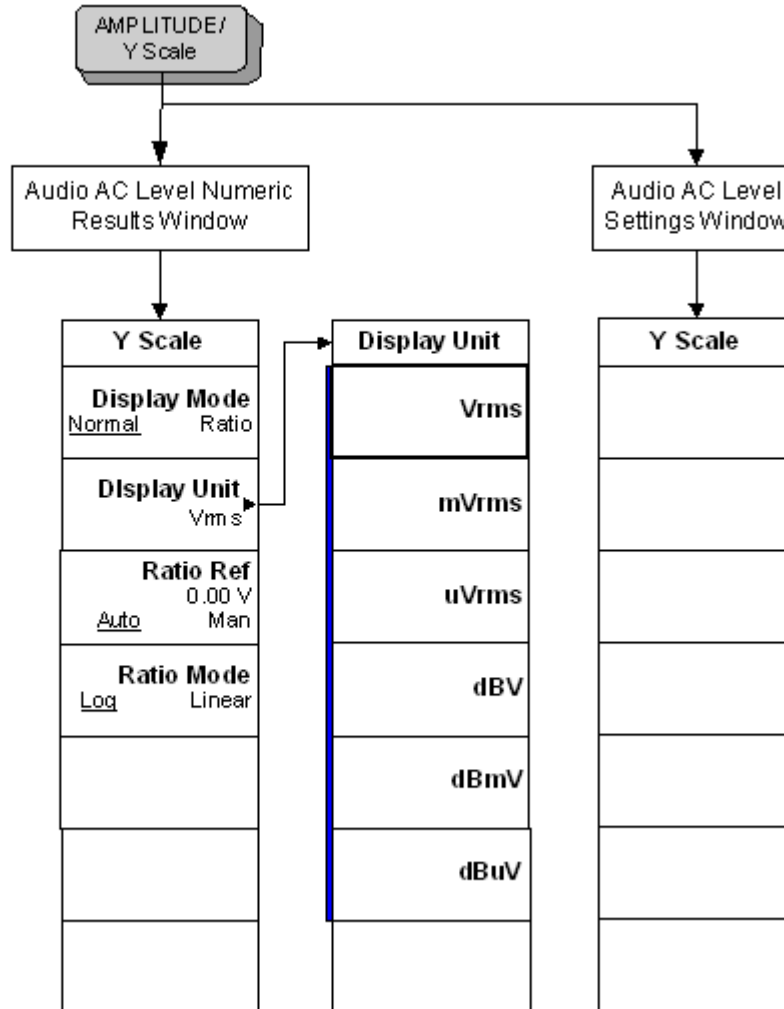 AMPLITUDE/
Y Scale
Audio AC Level Numeric
Results Window
Audio AC Level
Settings Window
Y Scale
Display Mode
Normal Ratio
DIsplay Unit
Vrms
Ratio Ref
0.00 V
Auto Man
Ratio Mode
Log Linear
Display Unit
Vrms
mVrms
uVrms
dBV
dBmV
dBuV
Y Scale